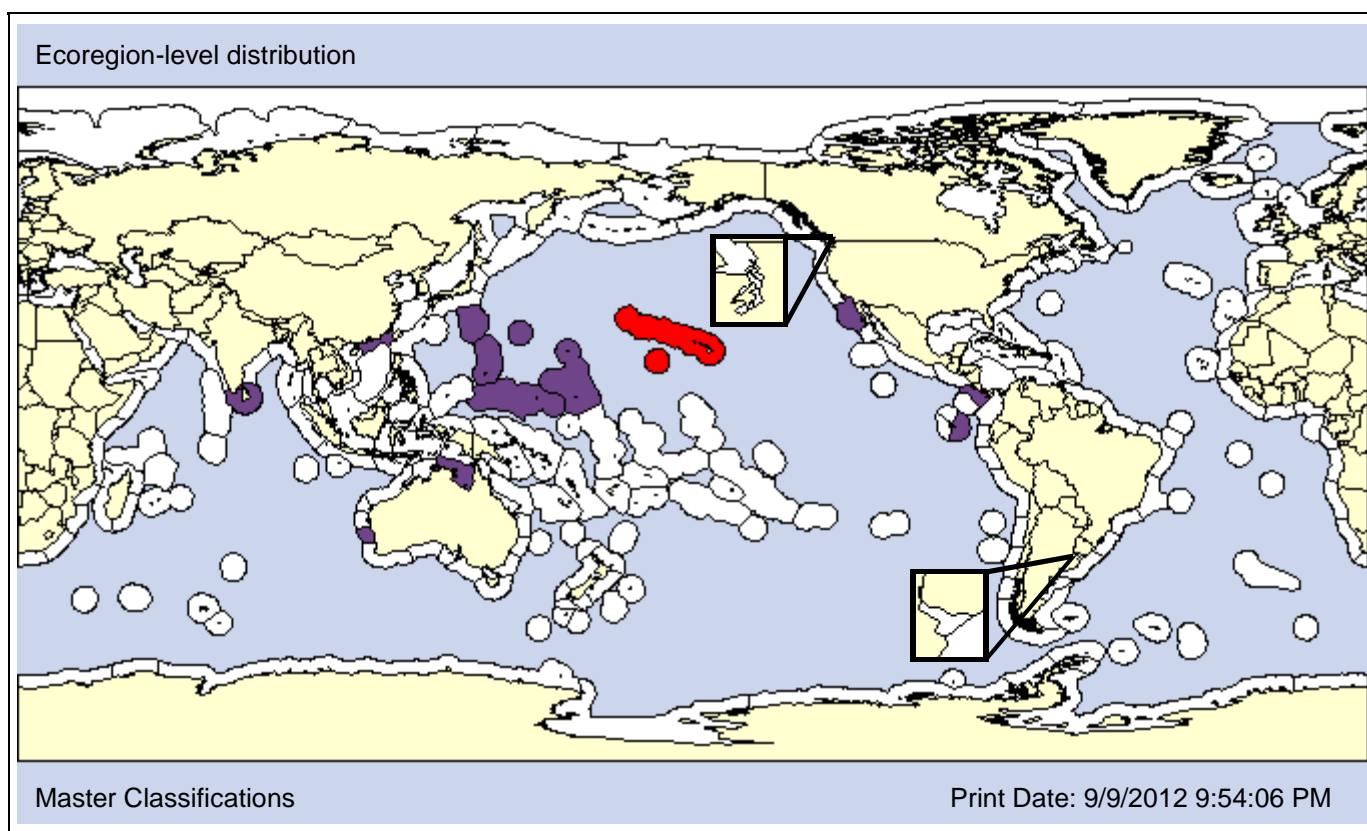 Ecoregion-level distribution
Master Classifications
Print Date: 9/9/2012 9:54:06 PM